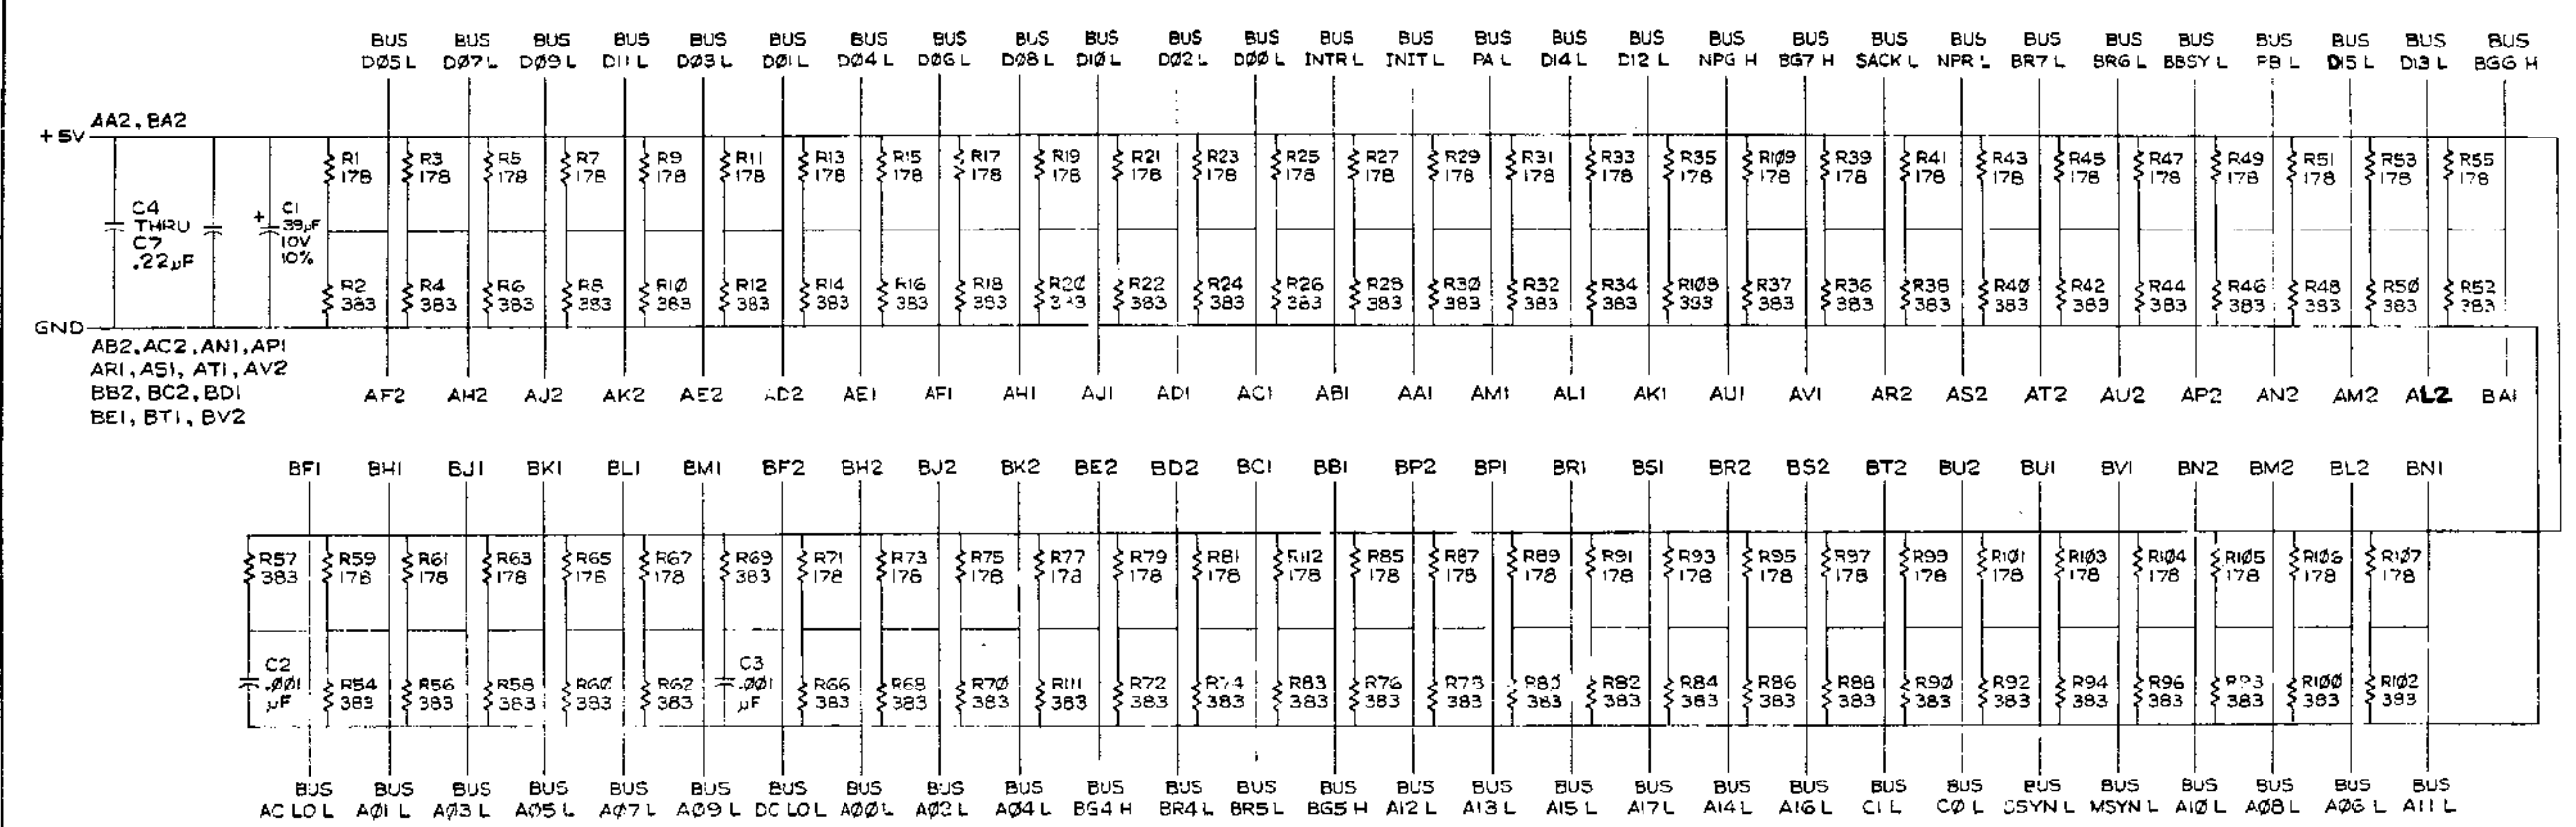 BUS BUS BUS BUS BUS BUS BUS BUS BUS BUS BUS BUS BUS BUS BUS BUS BUS BUS BUS BUS BUS BUS BUS BUS BUS BUS BUS BUS
DØ5 L DØ7 L DØ9 L D11 L DØ3 L DØ1 L DØ4 L DØ6 L DØ8 L D1Ø L DØ2 L DØØ L INTR L INIT L PA L D14 L D12 L NPG H BG7 H SACK L NPR L BR7 L BR6 L BBSY L PB L D15 L D13 L BG6 H
AA2, BA2
+5V
R1 R3 R5 R7 R9 R11 R13 R15 R17 R19 R21 R23 R25 R27 R29 R31 R33 R35 R1Ø9 R39 R41 R43 R45 R47 R49 R51 R53 R55
178 178 178 178 178 178 178 178 178 178 178 178 178 178 178 178 178 178 178 178 178 178 178 178 178 178 178 178
C4 C1
THRU + 39µF
C7 10V
.22µF 10%
R2 R4 R6 R8 R1Ø R12 R14 R16 R18 R2Ø R22 R24 R26 R28 R3Ø R32 R34 R37 R36 R38 R4Ø R42 R44 R46 R48 R5Ø R52
383 383 383 383 383 383 383 383 383 383 383 383 383 383 383 383 383 383 383 383 383 383 383 383 383 383
GND
AB2, AC2, AN1, AP1
AR1, AS1, AT1, AV2
BB2, BC2, BD1
BE1, BT1, BV2
AF2 AH2 AJ2 AK2 AE2 AD2 AE1 AF1 AH1 AJ1 AD1 AC1 AB1 AA1 AM1 AL1 AK1 AU1 AV1 AR2 AS2 AT2 AU2 AP2 AN2 AM2 AL2 BA1
BF1 BH1 BJ1 BK1 BL1 BM1 BF2 BH2 BJ2 BK2 BE2 BD2 BC1 BB1 BP2 BP1 BR1 BS1 BR2 BS2 BT2 BU2 BU1 BV1 BN2 BM2 BL2 BN1
R57 R59 R61 R63 R65 R67 R69 R71 R73 R75 R77 R79 R81 R112 R85 R87 R89 R91 R93 R95 R97 R99 R1Ø1 R1Ø3 R1Ø4 R1Ø5 R1Ø6 R1Ø7
383 178 178 178 178 178 383 178 178 178 178 178 178 178 178 178 178 178 178 178 178 178 178 178 178 178 178 178
C2 C3
.ØØ1 R54 R56 R58 R6Ø R62 .ØØ1 R66 R68 R7Ø R111 R72 R74 R83 R76 R78 R8Ø R82 R84 R86 R88 R9Ø R92 R94 R96 R1ØØ R1Ø2
µF 383 383 383 383 383 µF 383 383 383 383 383 383 383 383 383 383 383 383 383 383 383 383 383 383 383 383 383
BUS BUS BUS BUS BUS BUS BUS BUS BUS BUS BUS BUS BUS BUS BUS BUS BUS BUS BUS BUS BUS BUS BUS BUS BUS BUS BUS BUS
AC LO L AØ1 L AØ3 L AØ5 L AØ7 L AØ9 L DC LO L AØØ L AØ2 L AØ4 L BG4 H BR4 L BR5 L BG5 H A12 L A13 L A15 L A17 L A14 L A16 L C1 L CØ L SSYN L MSYN L A1Ø L AØ8 L AØ6 L A11 L